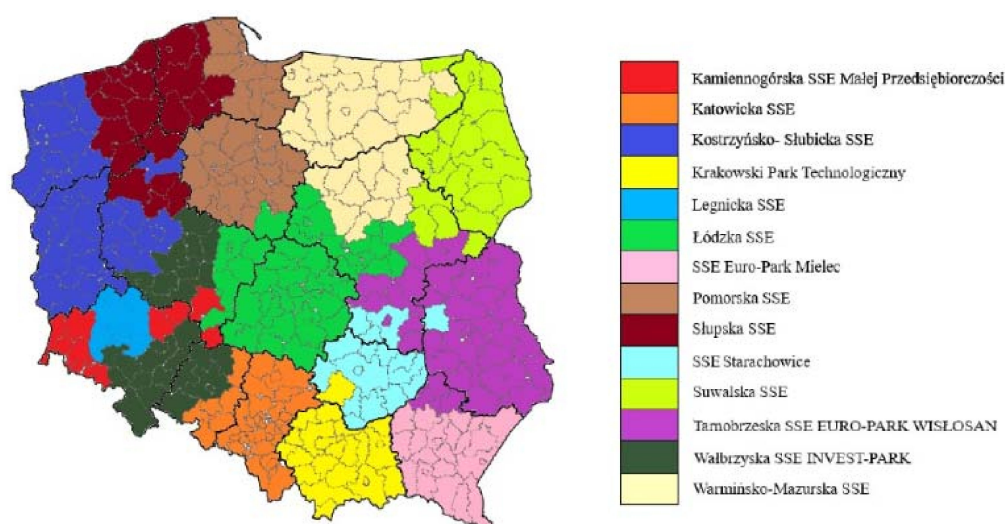 Kamiennogórska SSE Małej Przedsiębiorczości
Katowicka SSE
Kostrzyńsko- Słubicka SSE
Krakowski Park Technologiczny
Legnicka SSE
Łódzka SSE
SSE Euro-Park Mielec
Pomorska SSE
Słupska SSE
SSE Starachowice
Suwalska SSE
Tarnobrzeska SSE EURO-PARK WISŁOSAN
Wałbrzyska SSE INVEST-PARK
Warmińsko-Mazurska SSE